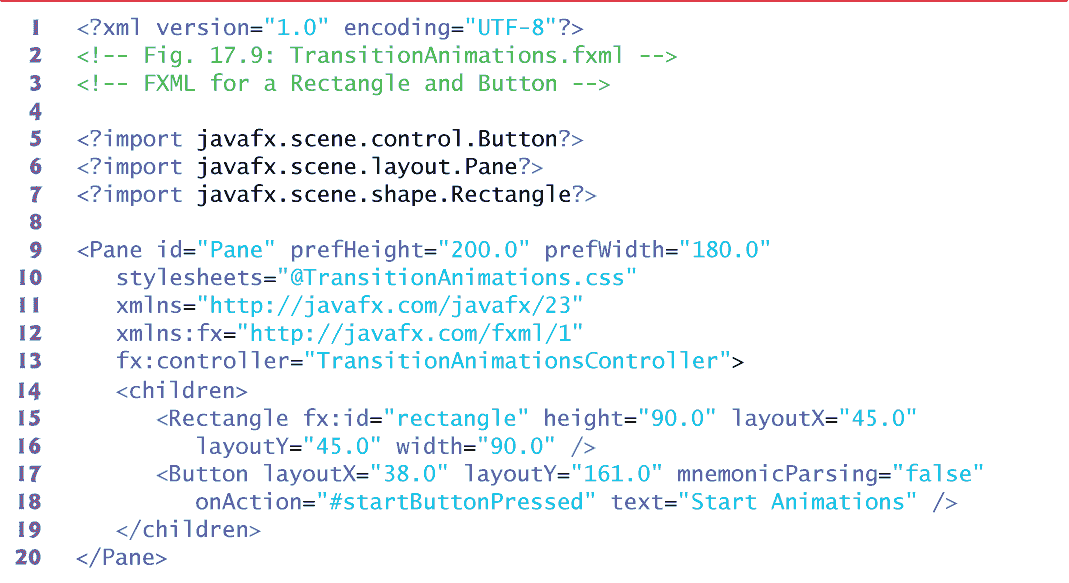 1 <?xml version="1.0" encoding="UTF-8"?>
2 <!-- Fig. 17.9: TransitionAnimations.fxml -->
3 <!-- FXML for a Rectangle and Button -->
4
5 <?import javafx.scene.control.Button?>
6 <?import javafx.scene.layout.Pane?>
7 <?import javafx.scene.shape.Rectangle?>
8
9 <Pane id="Pane" prefHeight="200.0" prefWidth="180.0"
10    stylesheets="@TransitionAnimations.css"
11    xmlns="http://javafx.com/javafx/23"
12    xmlns:fx="http://javafx.com/fxml/1"
13    fx:controller="TransitionAnimationsController">
14    <children>
15       <Rectangle fx:id="rectangle" height="90.0" layoutX="45.0"
16          layoutY="45.0" width="90.0" />
17       <Button layoutX="38.0" layoutY="161.0" mnemonicParsing="false"
18          onAction="#startButtonPressed" text="Start Animations" />
19    </children>
20 </Pane>